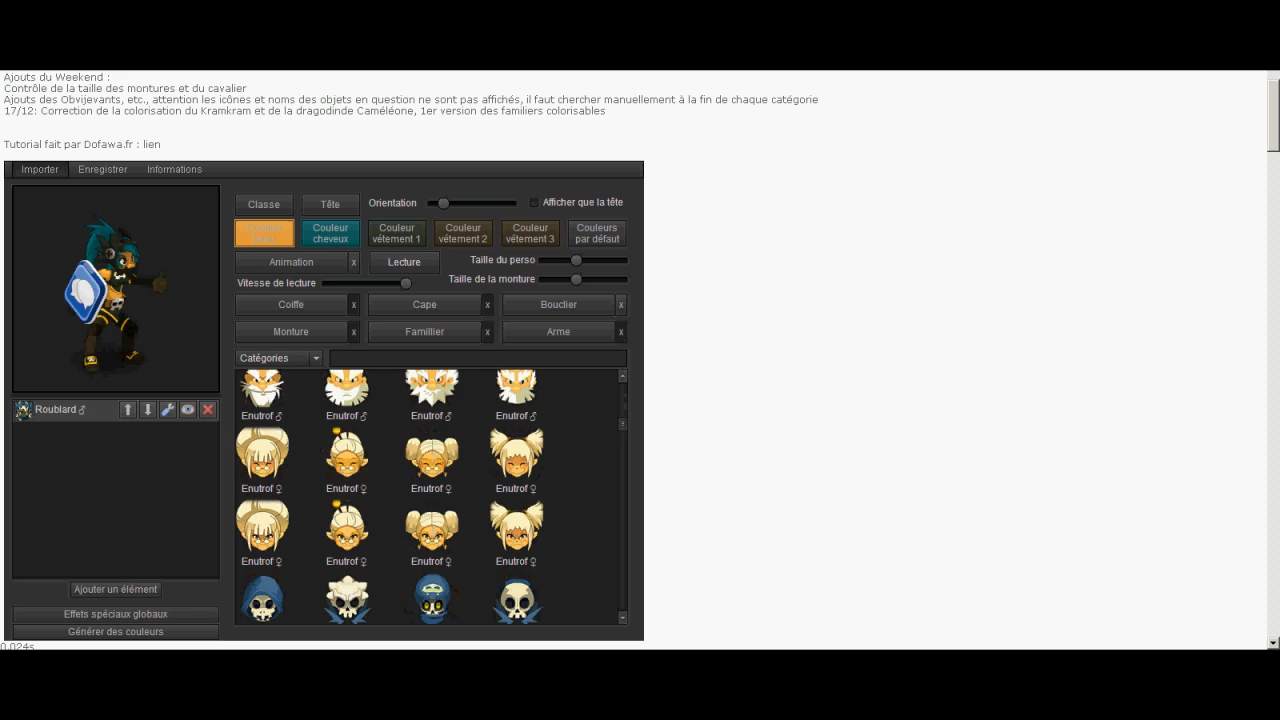 Ajouts du Weekend :
Contrôle de la taille des montures et du cavalier
Ajouts des Obvijevants, etc., attention les icônes et noms des objets en question ne sont pas affichés, il faut chercher manuellement à la fin de chaque catégorie
17/12: Correction de la colorisation du Kramkram et de la dragodinde Caméléone, 1er version des familiers colorisables
Tutorial fait par Dofawa.fr : lien
Importer Enregistrer Informations
Classe Tête Orientation Afficher que la tête
Couleur
Couleur cheveux
Couleur vêtement 1
Couleur vêtement 2
Couleur vêtement 3
Couleurs par défaut
Animation x Lecture Taille du perso
Vitesse de lecture Taille de la monture
Coiffe x Cape x Bouclier x
Monture x Famillier x Arme x
Catégories
Roublard ♂
Enutrof ♂ Enutrof ♂ Enutrof ♂ Enutrof ♂
Enutrof ♀ Enutrof ♀ Enutrof ♀ Enutrof ♀
Enutrof ♀ Enutrof ♀ Enutrof ♀ Enutrof ♀
Ajouter un élément
Effets spéciaux globaux
Générer des couleurs
0.024s